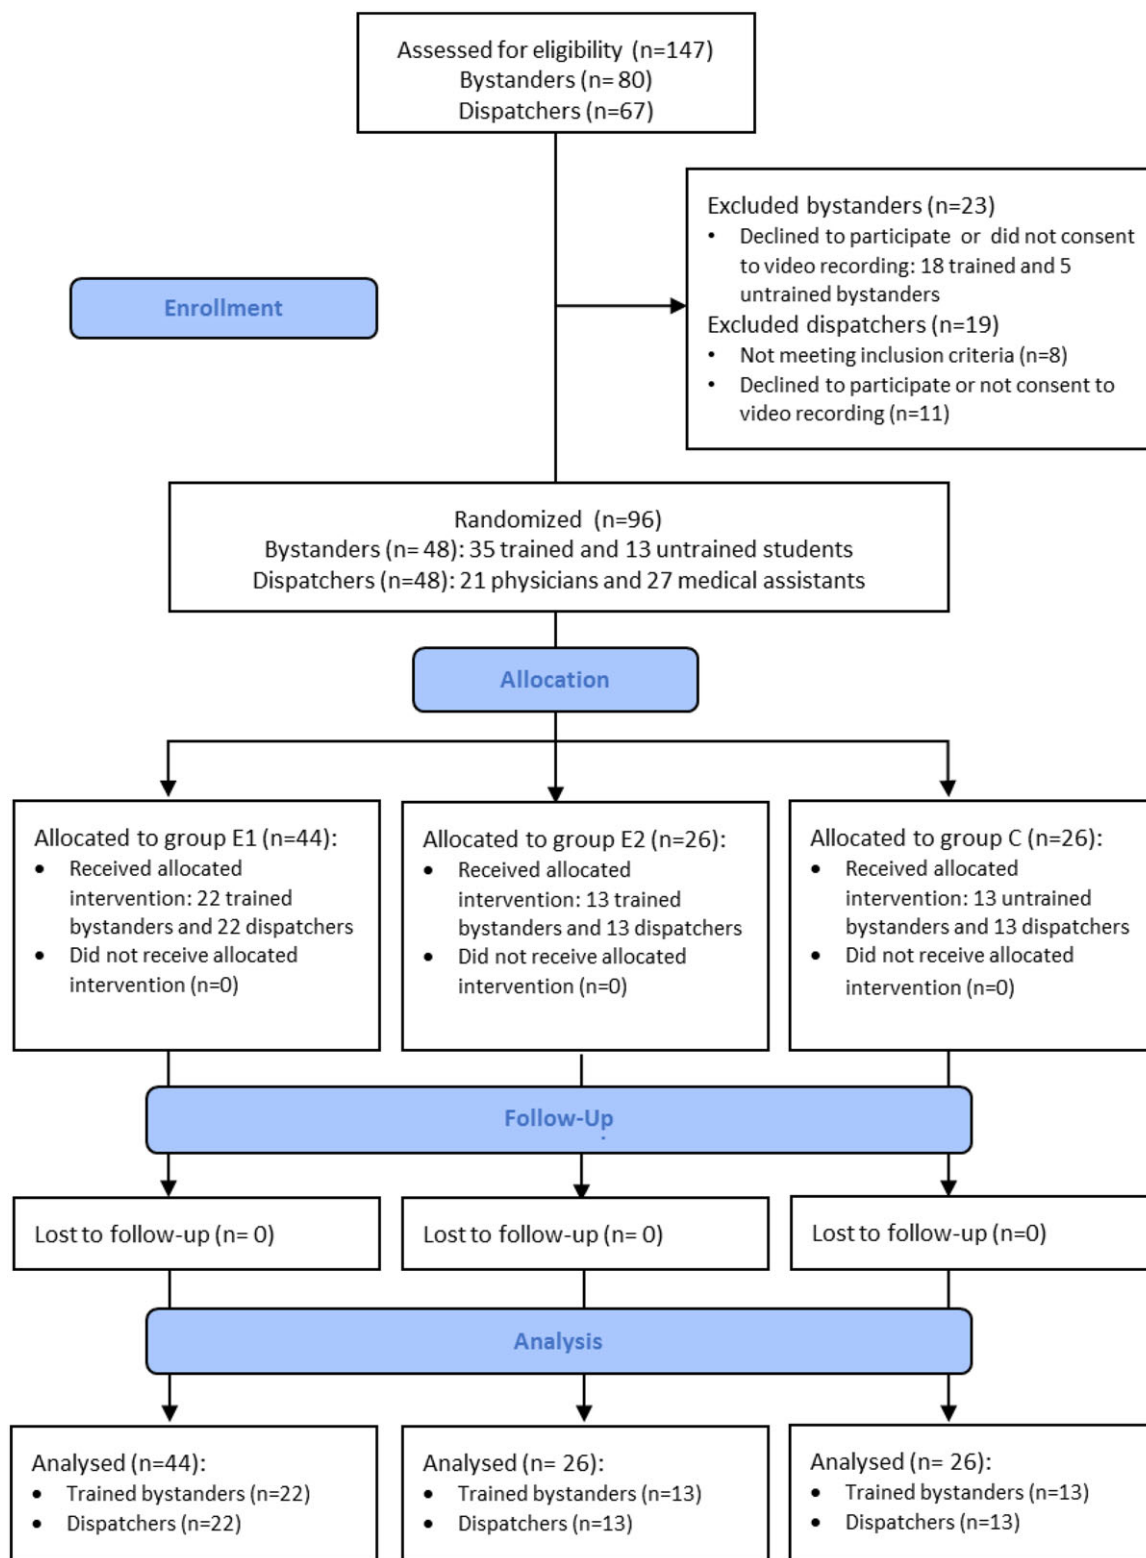 Assessed for eligibility (n=147)
Bystanders (n= 80)
Dispatchers (n=67)
Excluded bystanders (n=23)
• Declined to participate or did not consent
to video recording: 18 trained and 5
untrained bystanders
Excluded dispatchers (n=19)
• Not meeting inclusion criteria (n=8)
• Declined to participate or not consent to
video recording (n=11)
Enrollment
Randomized (n=96)
Bystanders (n= 48): 35 trained and 13 untrained students
Dispatchers (n=48): 21 physicians and 27 medical assistants
Allocation
Allocated to group E1 (n=44):
• Received allocated
intervention: 22 trained
bystanders and 22 dispatchers
• Did not receive allocated
intervention (n=0)
Allocated to group E2 (n=26):
• Received allocated
intervention: 13 trained
bystanders and 13 dispatchers
• Did not receive allocated
intervention (n=0)
Allocated to group C (n=26):
• Received allocated
intervention: 13 untrained
bystanders and 13 dispatchers
• Did not receive allocated
intervention (n=0)
Follow-Up
Lost to follow-up (n= 0)
Lost to follow-up (n= 0)
Lost to follow-up (n=0)
Analysis
Analysed (n=44):
• Trained bystanders (n=22)
• Dispatchers (n=22)
Analysed (n= 26):
• Trained bystanders (n=13)
• Dispatchers (n=13)
Analysed (n= 26):
• Trained bystanders (n=13)
• Dispatchers (n=13)